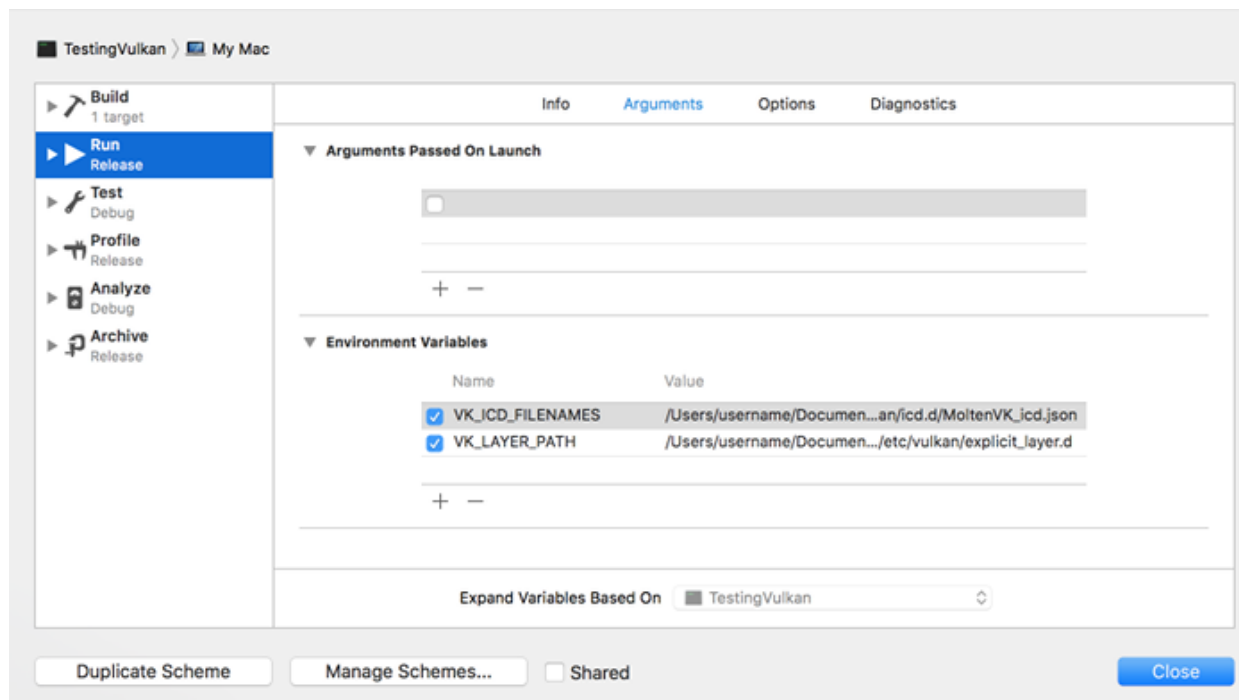 TestingVulkan My Mac
Build
1 target
Run
Release
Test
Debug
Profile
Release
Analyze
Debug
Archive
Release
Info Arguments Options Diagnostics
Arguments Passed On Launch
Environment Variables
Name Value
VK_ICD_FILENAMES /Users/username/Documen...an/icd.d/MoltenVK_icd.json
VK_LAYER_PATH /Users/username/Documen.../etc/vulkan/explicit_layer.d
Expand Variables Based On TestingVulkan
Duplicate Scheme Manage Schemes... Shared Close